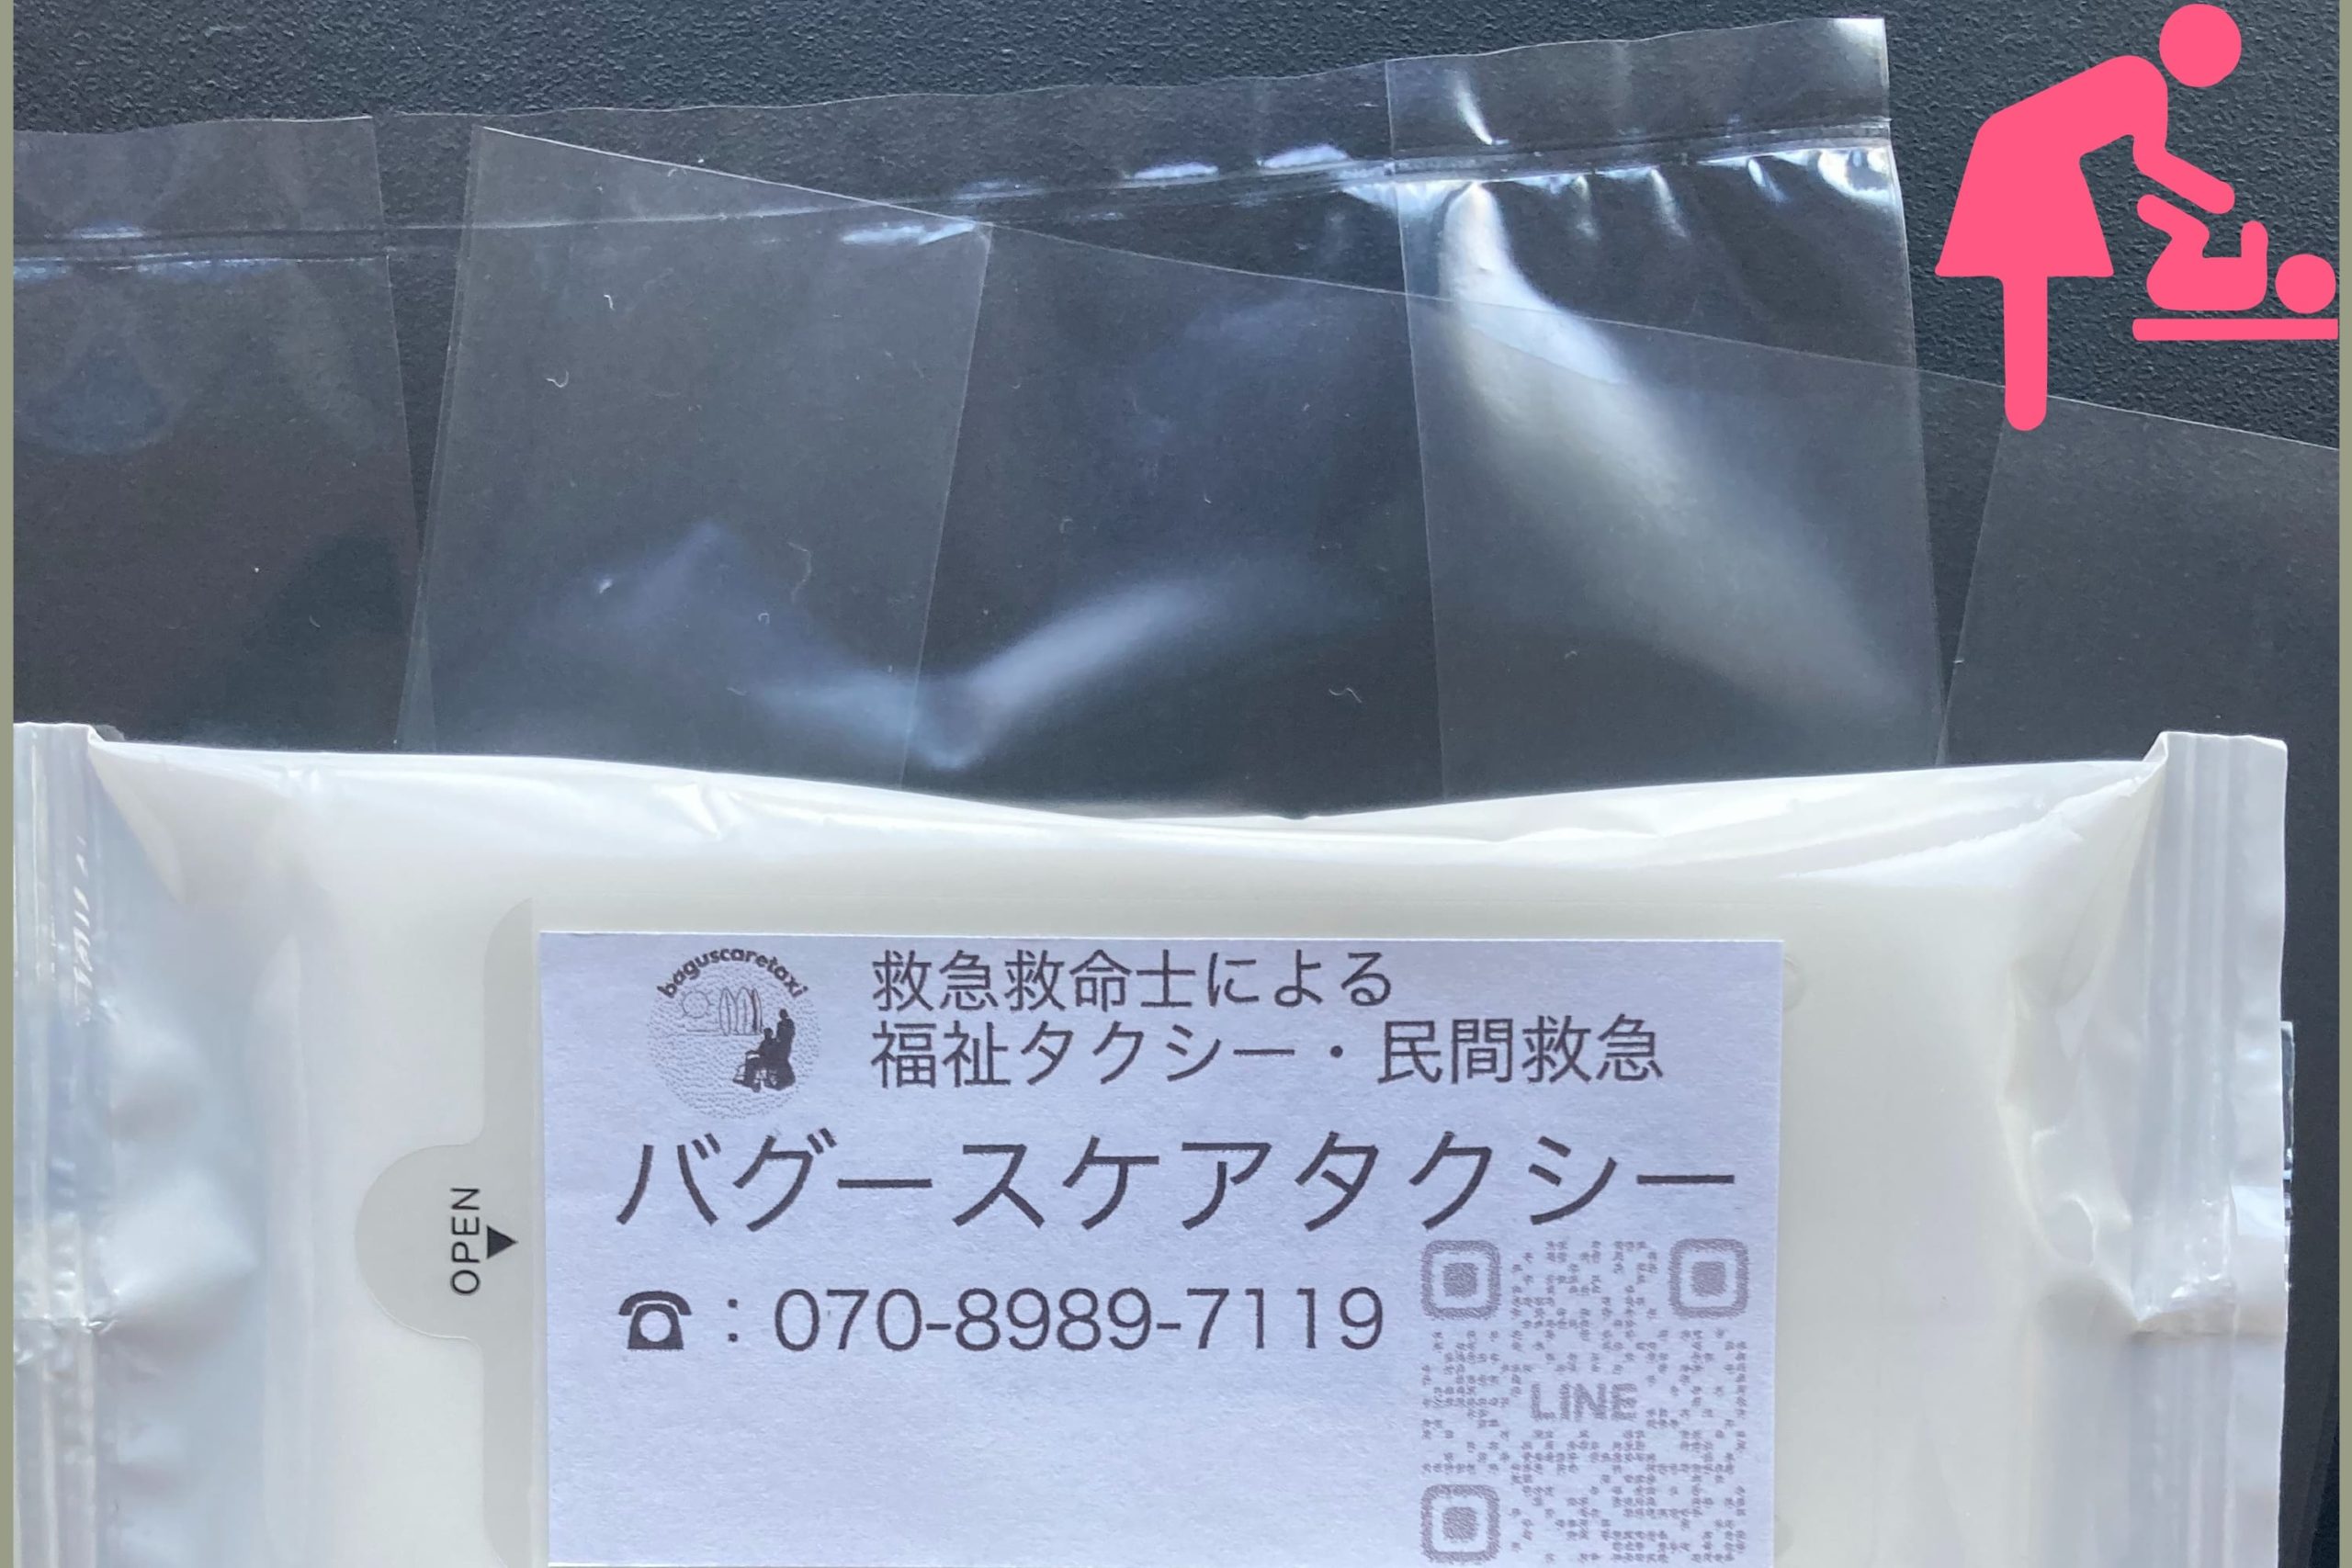 baguscaretaxi
救急救命士による
福祉タクシー・民間救急
バグースケアタクシー
OPEN
☎：070-8989-7119
LINE